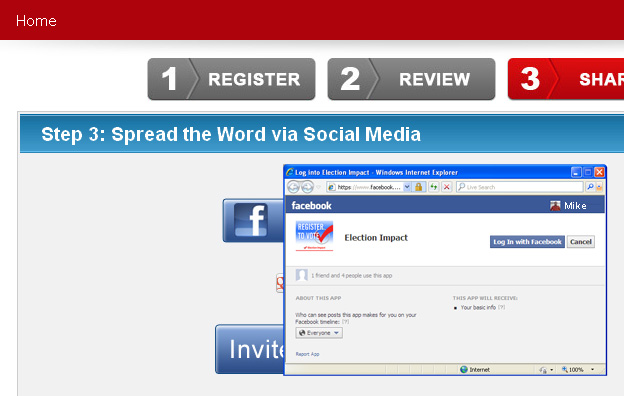 Home
1 REGISTER
2 REVIEW
3 SHAR
Step 3: Spread the Word via Social Media
Log into Election Impact - Windows Internet Explorer
https://www.facebook....
Live Search
facebook
Mike
REGISTER
TO VOTE
Election Impact
Log In with Facebook
Cancel
1 friend and 4 people use this app
ABOUT THIS APP
THIS APP WILL RECEIVE:
Who can see posts this app makes for you on your
Facebook timeline: [?]
Your basic info [?]
Everyone
Report App
Invite
Internet
100%